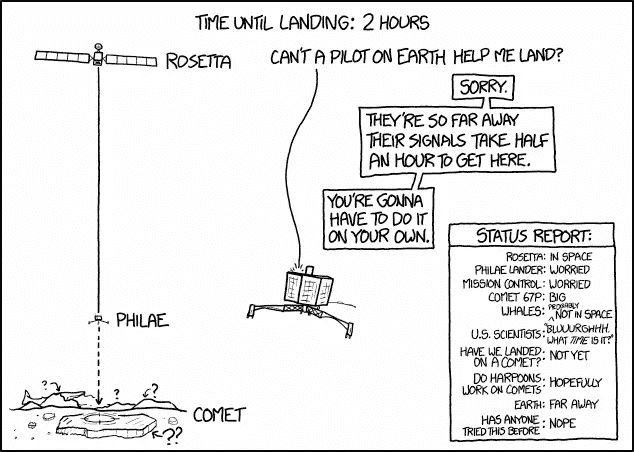 TIME UNTIL LANDING: 2 HOURS
ROSETTA
CAN'T A PILOT ON EARTH HELP ME LAND?
SORRY.
THEY'RE SO FAR AWAY
THEIR SIGNALS TAKE HALF
AN HOUR TO GET HERE.
YOU'RE GONNA
HAVE TO DO IT
ON YOUR OWN.
PHILAE
COMET
?
?
?
??
STATUS REPORT:
ROSETTA: IN SPACE
PHILAE LANDER: WORRIED
MISSION CONTROL: WORRIED
COMET 67P: BIG
WHALES: PROBABLY NOT IN SPACE
U.S. SCIENTISTS: "BLUUURGHHH.
WHAT TIME IS IT?"
HAVE WE LANDED
ON A COMET?: NOT YET
DO HARPOONS
WORK ON COMETS: HOPEFULLY
EARTH: FAR AWAY
HAS ANYONE
TRIED THIS BEFORE: NOPE